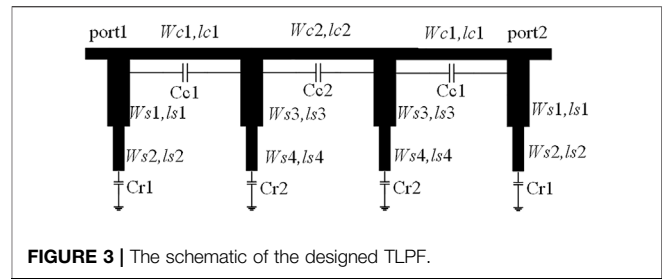 port1 Wc1,lc1 Wc2,lc2 Wc1,lc1 port2
Cc1 Cc2 Cc1
Ws1,ls1 Ws3,ls3 Ws3,ls3 Ws1,ls1
Ws2,ls2 Ws4,ls4 Ws4,ls4 Ws2,ls2
Cr1 Cr2 Cr2 Cr1
FIGURE 3 | The schematic of the designed TLPF.